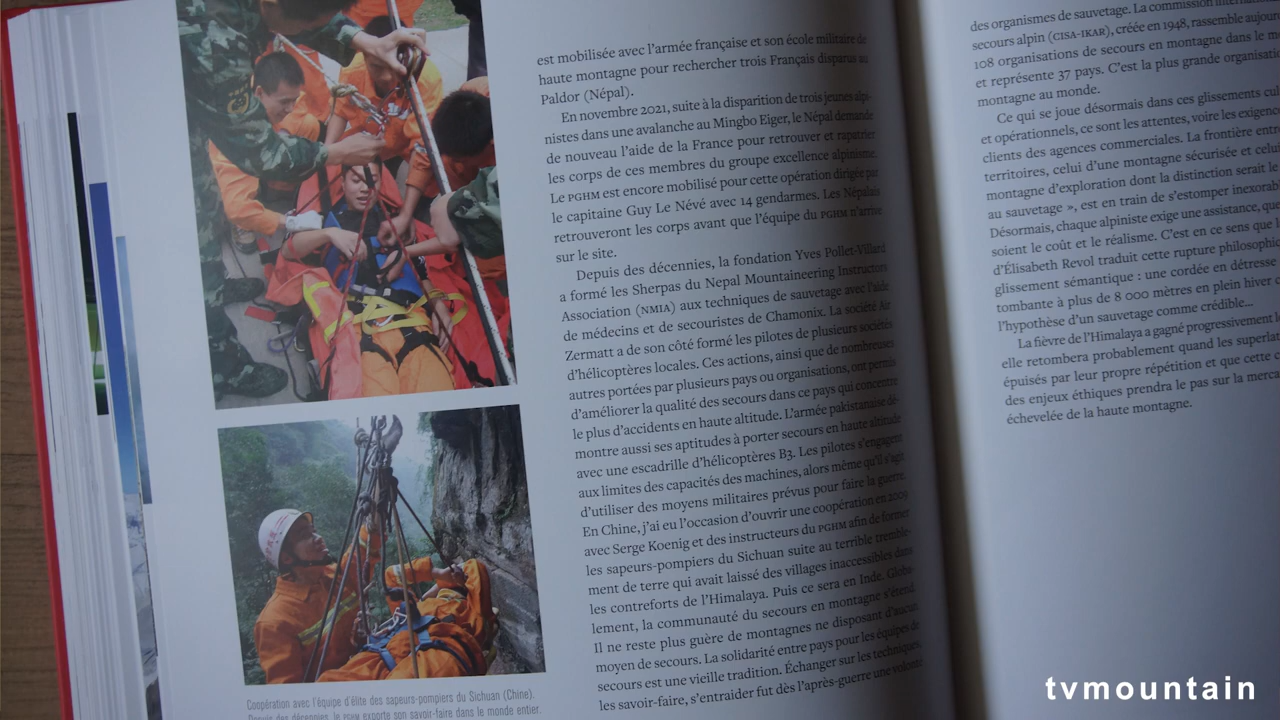 est mobilisée avec l'armée française et son école militaire de
haute montagne pour rechercher trois Français disparus au
Paldor (Népal).
En novembre 2021, suite à la disparition de trois jeunes alpi-
nistes dans une avalanche au Mingbo Eiger, le Népal demande
de nouveau l'aide de la France pour retrouver et rapatrier
les corps de ces membres du groupe excellence alpinisme.
Le PGHM est encore mobilisé pour cette opération dirigée par
le capitaine Guy Le Névé avec 14 gendarmes. Les Népalais
retrouveront les corps avant que l'équipe du PGHM n'arrive
sur le site.
Depuis des décennies, la fondation Yves Pollet-Villard
a formé les Sherpas du Nepal Mountaineering Instructors
Association (NMIA) aux techniques de sauvetage avec l'aide
de médecins et de secouristes de Chamonix. La société Air
Zermatt a de son côté formé les pilotes de plusieurs sociétés
d'hélicoptères locales. Ces actions, ainsi que de nombreuses
autres portées par plusieurs pays ou organisations, ont permis
d'améliorer la qualité des secours dans ce pays qui concentre
le plus d'accidents en haute altitude. L'armée pakistanaise dé-
montre aussi ses aptitudes à porter secours en haute altitude
avec une escadrille d'hélicoptères B3. Les pilotes s'engagent
aux limites des capacités des machines, alors même qu'il s'agit
d'utiliser des moyens militaires prévus pour faire la guerre.
En Chine, j'ai eu l'occasion d'ouvrir une coopération en 2009
avec Serge Koenig et des instructeurs du PGHM afin de former
les sapeurs-pompiers du Sichuan suite au terrible tremble-
ment de terre qui avait laissé des villages inaccessibles dans
les contreforts de l'Himalaya. Puis ce sera en Inde. Globa-
lement, la communauté du secours en montagne s'étend.
Il ne reste plus guère de montagnes ne disposant d'aucun
moyen de secours. La solidarité entre pays pour les équipes de
secours est une vieille tradition. Échanger sur les techniques,
les savoir-faire, s'entraider fut dès l'après-guerre une volonté
Coopération avec l'équipe d'élite des sapeurs-pompiers du Sichuan (Chine).
Depuis des décennies, le PGHM exporte son savoir-faire dans le monde entier.
des organismes de sauvetage. La commission
secours alpin (CISA-IKAR), créée en 1948, rassemble
108 organisations de secours en montagne dans le
et représente 37 pays. C'est la plus grande
montagne au monde.
Ce qui se joue désormais dans ces glissements
et opérationnels, ce sont les attentes, voire les
clients des agences commerciales. La frontière
territoires, celui d'une montagne sécurisée et
montagne d'exploration dont la distinction serait
au sauvetage », est en train de s'estomper
Désormais, chaque alpiniste exige une assistance,
soient le coût et le réalisme. C'est en ce sens que
d'Élisabeth Revol traduit cette rupture
glissement sémantique : une cordée en détresse
tombante à plus de 8 000 mètres en plein hiver
l'hypothèse d'un sauvetage comme crédible...
La fièvre de l'Himalaya a gagné progressivement
elle retombera probablement quand les
épuisés par leur propre répétition et que cette
des enjeux éthiques prendra le pas sur la
échevelée de la haute montagne.
tvmountain